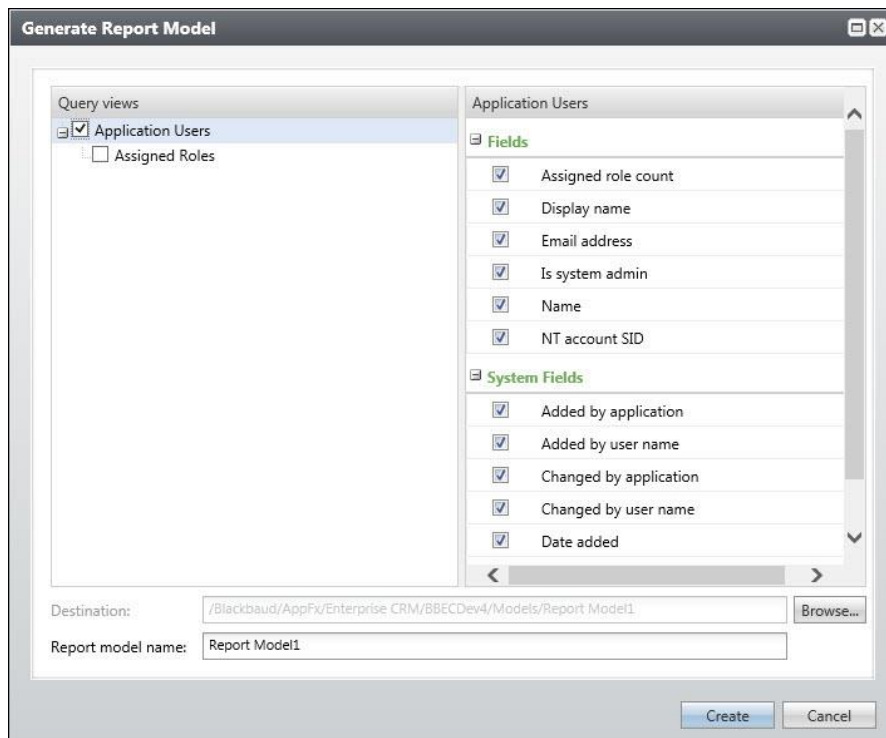 Generate Report Model
Query views
Application Users
Assigned Roles
Application Users
Fields
Assigned role count
Display name
Email address
Is system admin
Name
NT account SID
System Fields
Added by application
Added by user name
Changed by application
Changed by user name
Date added
Destination: /Blackbaud/AppFx/Enterprise CRM/BBECDev4/Models/Report Model1 Browse...
Report model name: Report Model1
Create Cancel